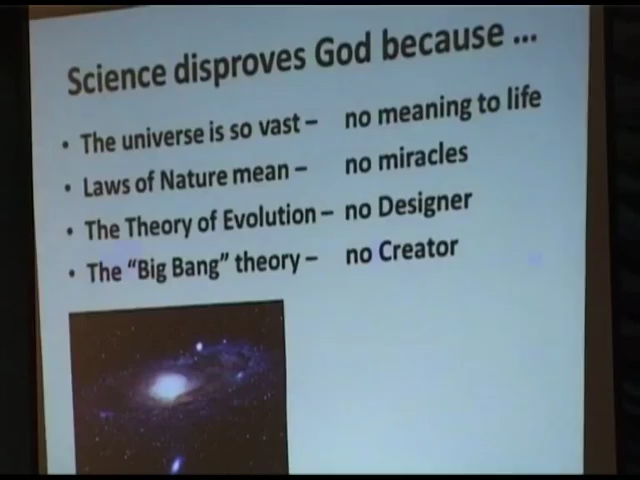 Science disproves God because ...
• The universe is so vast – no meaning to life
• Laws of Nature mean – no miracles
• The Theory of Evolution – no Designer
• The “Big Bang” theory – no Creator